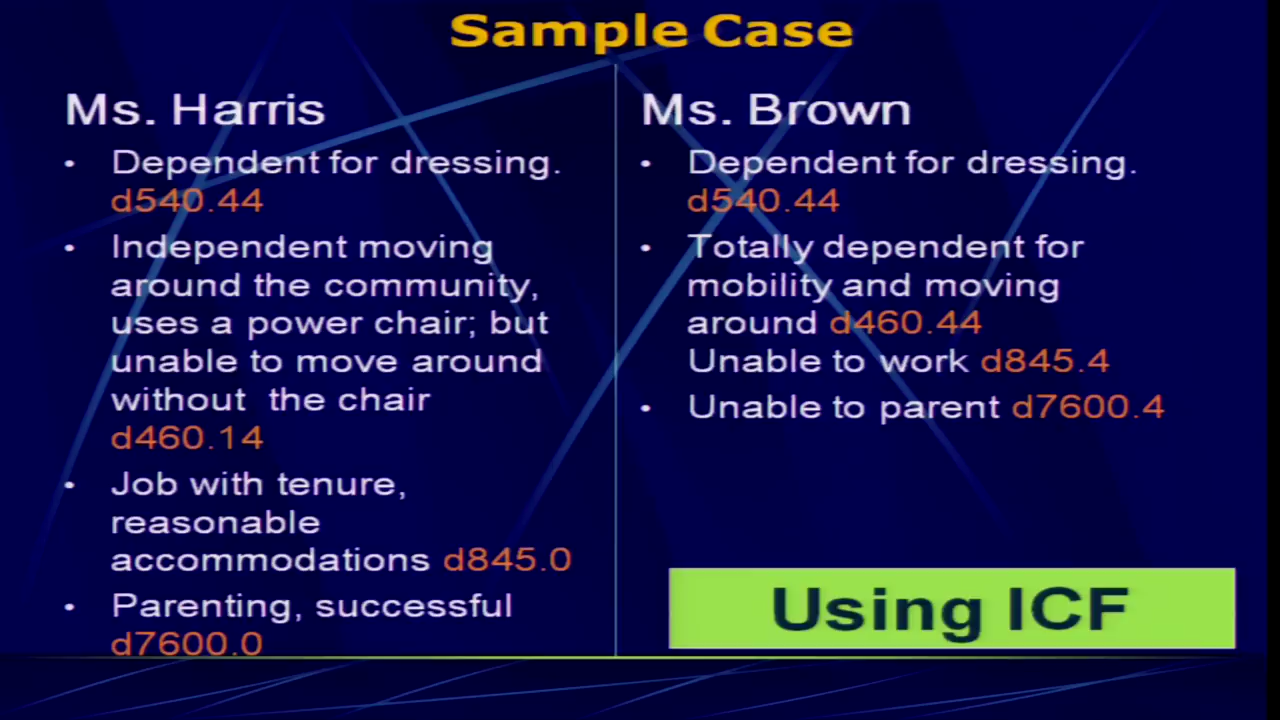 Sample Case
Ms. Harris
• Dependent for dressing.
d540.44
• Independent moving
around the community,
uses a power chair; but
unable to move around
without the chair
d460.14
• Job with tenure,
reasonable
accommodations d845.0
• Parenting, successful
d7600.0
Ms. Brown
• Dependent for dressing.
d540.44
• Totally dependent for
mobility and moving
around d460.44
Unable to work d845.4
• Unable to parent d7600.4
Using ICF